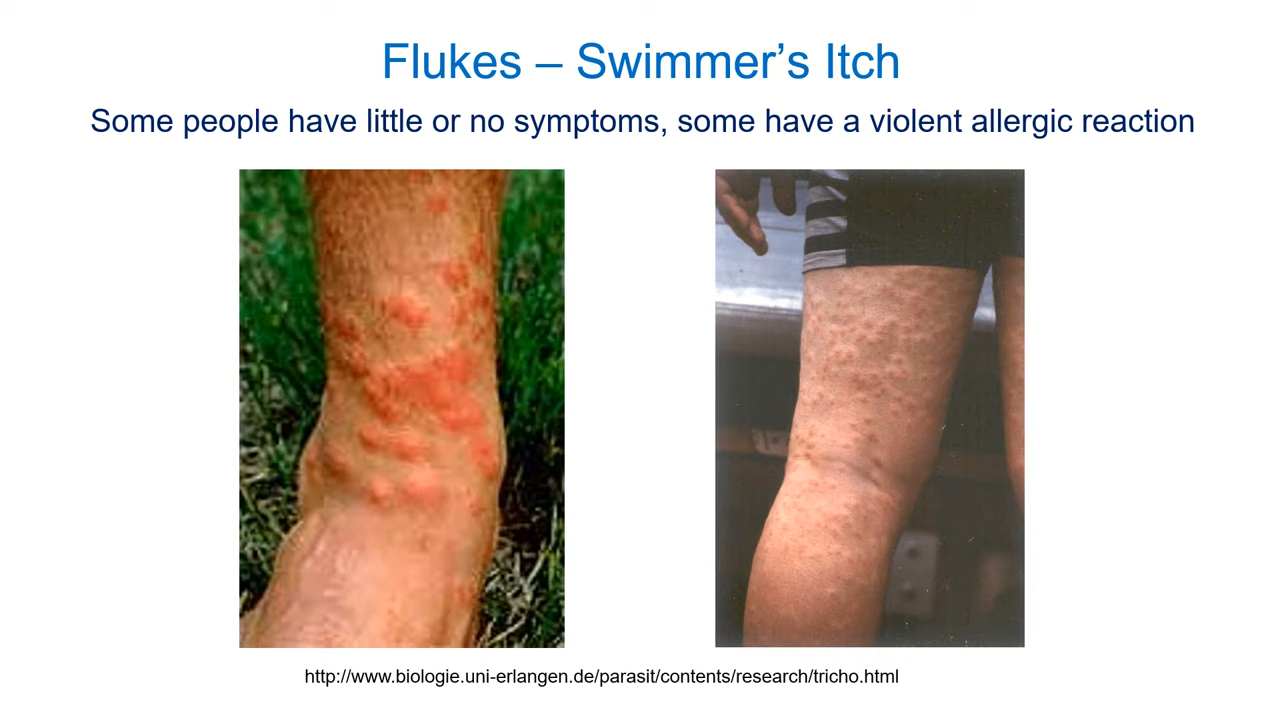 Flukes – Swimmer’s Itch
Some people have little or no symptoms, some have a violent allergic reaction
http://www.biologie.uni-erlangen.de/parasit/contents/research/tricho.html